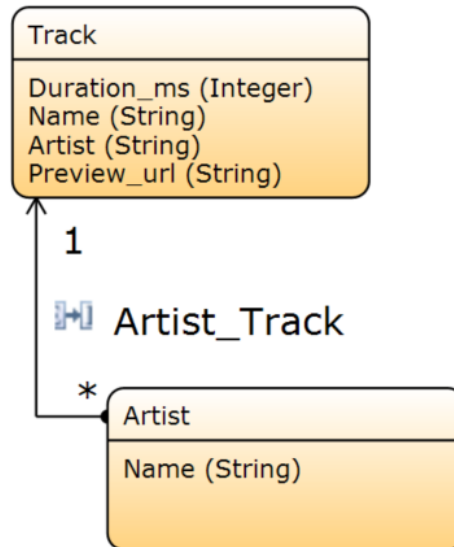 Track
Duration_ms (Integer)
Name (String)
Artist (String)
Preview_url (String)
1
Artist_Track
*
Artist
Name (String)